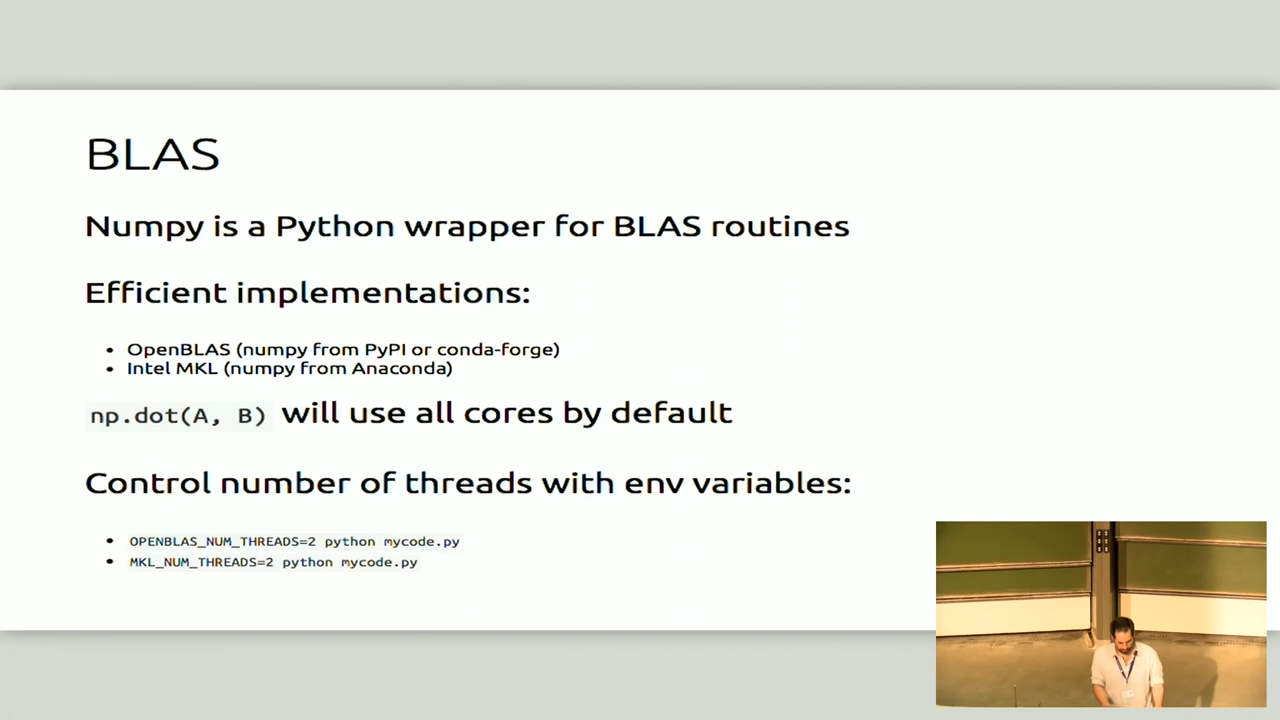 BLAS
Numpy is a Python wrapper for BLAS routines
Efficient implementations:
• OpenBLAS (numpy from PyPI or conda-forge)
• Intel MKL (numpy from Anaconda)
np.dot(A, B) will use all cores by default
Control number of threads with env variables:
• OPENBLAS_NUM_THREADS=2 python mycode.py
• MKL_NUM_THREADS=2 python mycode.py